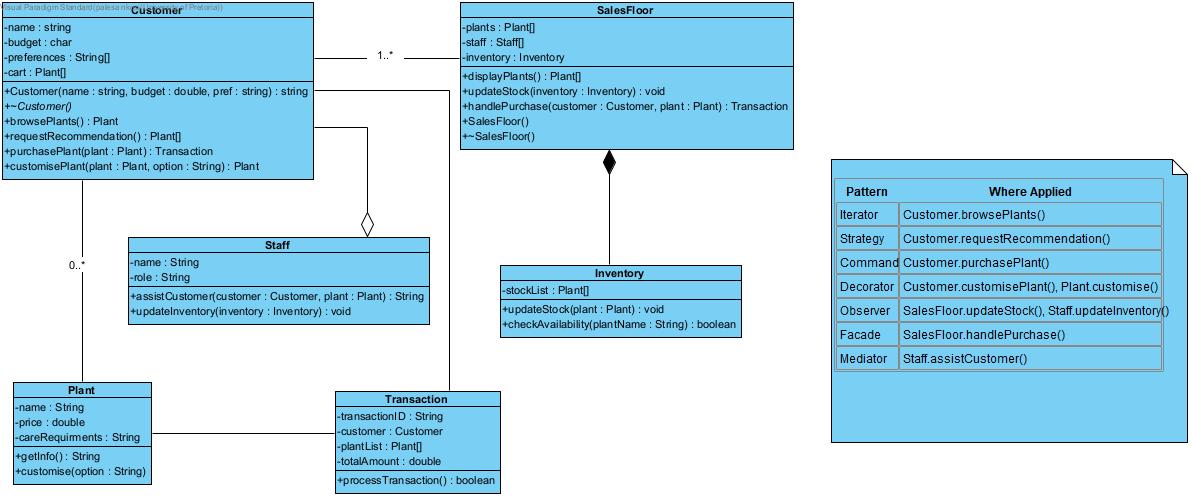 Visual Paradigm Standard(palesa nkosi(University of Pretoria))
Customer
-name : string
-budget : char
-preferences : String[]
-cart : Plant[]
+Customer(name : string, budget : double, pref : string) : string
+~Customer()
+browsePlants() : Plant
+requestRecommendation() : Plant[]
+purchasePlant(plant : Plant) : Transaction
+customisePlant(plant : Plant, option : String) : Plant
1..*
SalesFloor
-plants : Plant[]
-staff : Staff[]
-inventory : Inventory
+displayPlants() : Plant[]
+updateStock(inventory : Inventory) : void
+handlePurchase(customer : Customer, plant : Plant) : Transaction
+SalesFloor()
+~SalesFloor()
0..*
Staff
-name : String
-role : String
+assistCustomer(customer : Customer, plant : Plant) : String
+updateInventory(inventory : Inventory) : void
Inventory
-stockList : Plant[]
+updateStock(plant : Plant) : void
+checkAvailability(plantName : String) : boolean
Plant
-name : String
-price : double
-careRequirments : String
+getInfo() : String
+customise(option : String)
Transaction
-transactionID : String
-customer : Customer
-plantList : Plant[]
-totalAmount : double
+processTransaction() : boolean
Pattern Where Applied
Iterator Customer.browsePlants()
Strategy Customer.requestRecommendation()
Command Customer.purchasePlant()
Decorator Customer.customisePlant(), Plant.customise()
Observer SalesFloor.updateStock(), Staff.updateInventory()
Facade SalesFloor.handlePurchase()
Mediator Staff.assistCustomer()